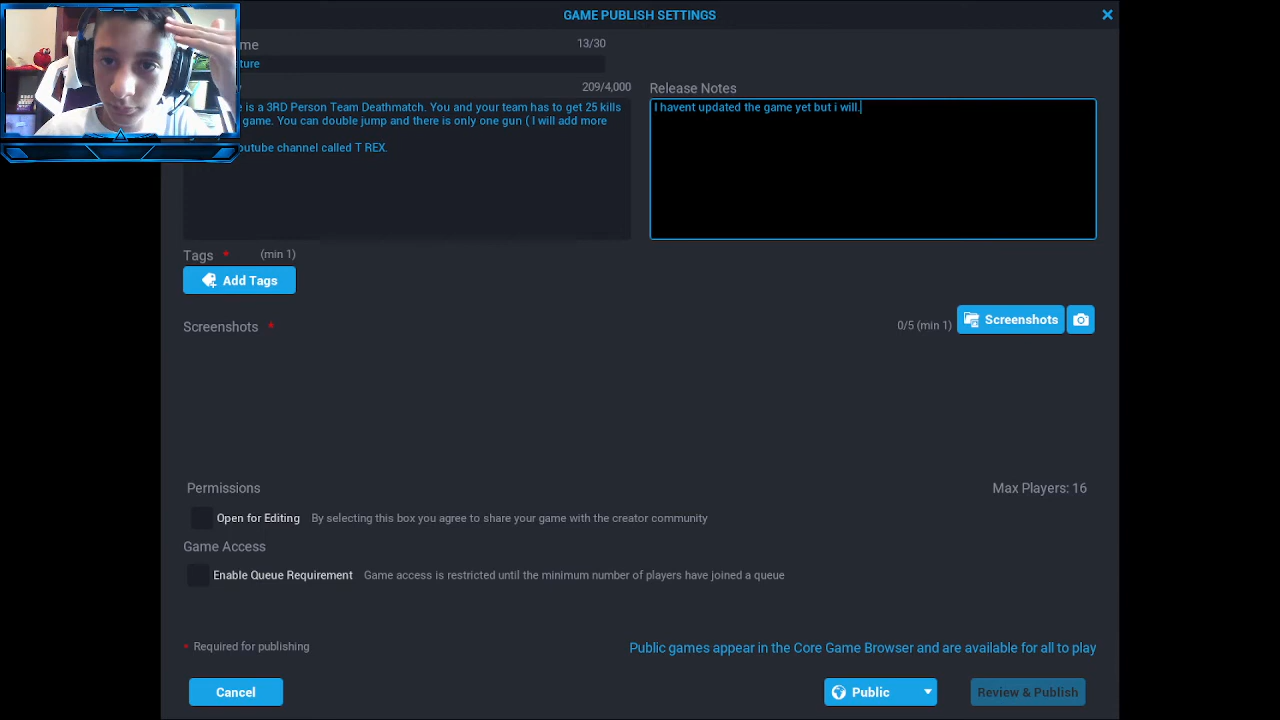 GAME PUBLISH SETTINGS
me
13/30
ture
209/4,000
Release Notes
is a 3RD Person Team Deathmatch. You and your team has to get 25 kills
game. You can double jump and there is only one gun ( I will add more
outube channel called T REX.
I havent updated the game yet but i will.
Tags * (min 1)
Add Tags
Screenshots *
0/5 (min 1)
Screenshots
Permissions
Max Players: 16
Open for Editing By selecting this box you agree to share your game with the creator community
Game Access
Enable Queue Requirement Game access is restricted until the minimum number of players have joined a queue
* Required for publishing
Public games appear in the Core Game Browser and are available for all to play
Cancel
Public
Review & Publish